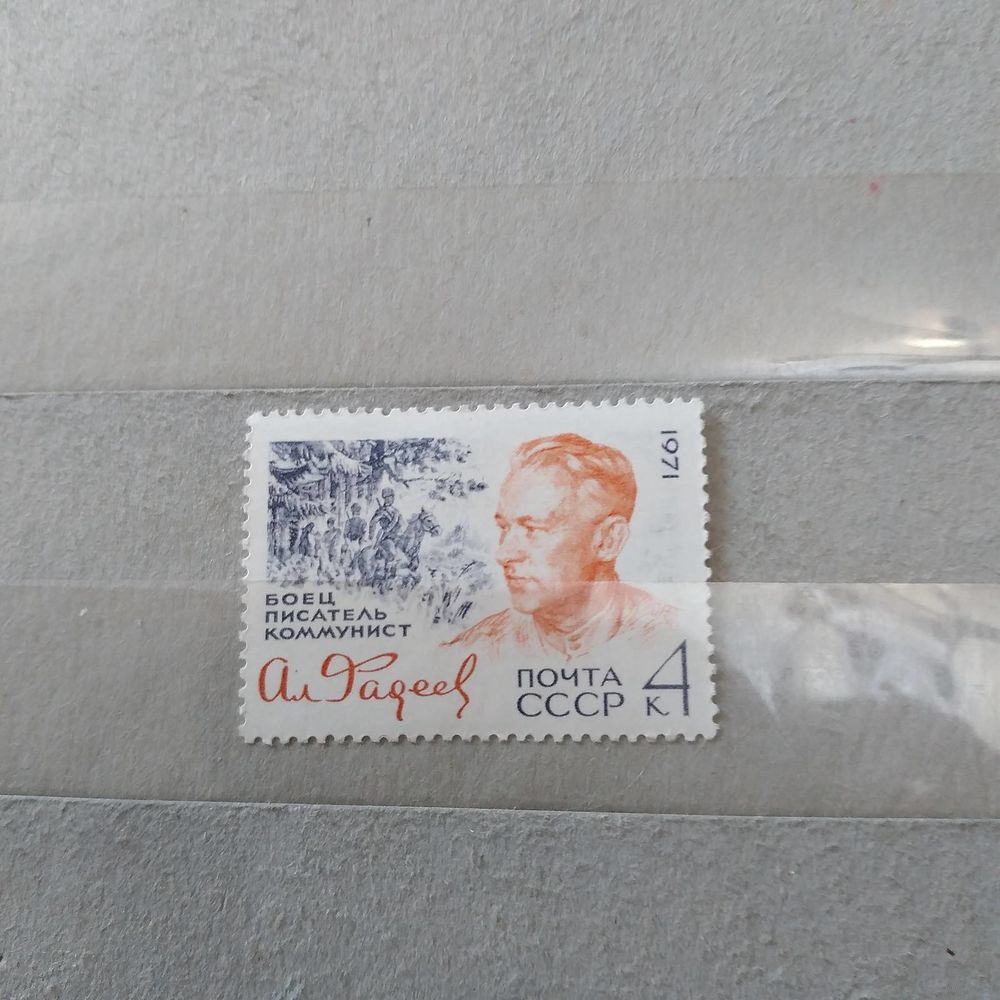 1971
БОЕЦ
ПИСАТЕЛЬ
КОММУНИСТ
Ал Фадеев
ПОЧТА
СССР
4 к